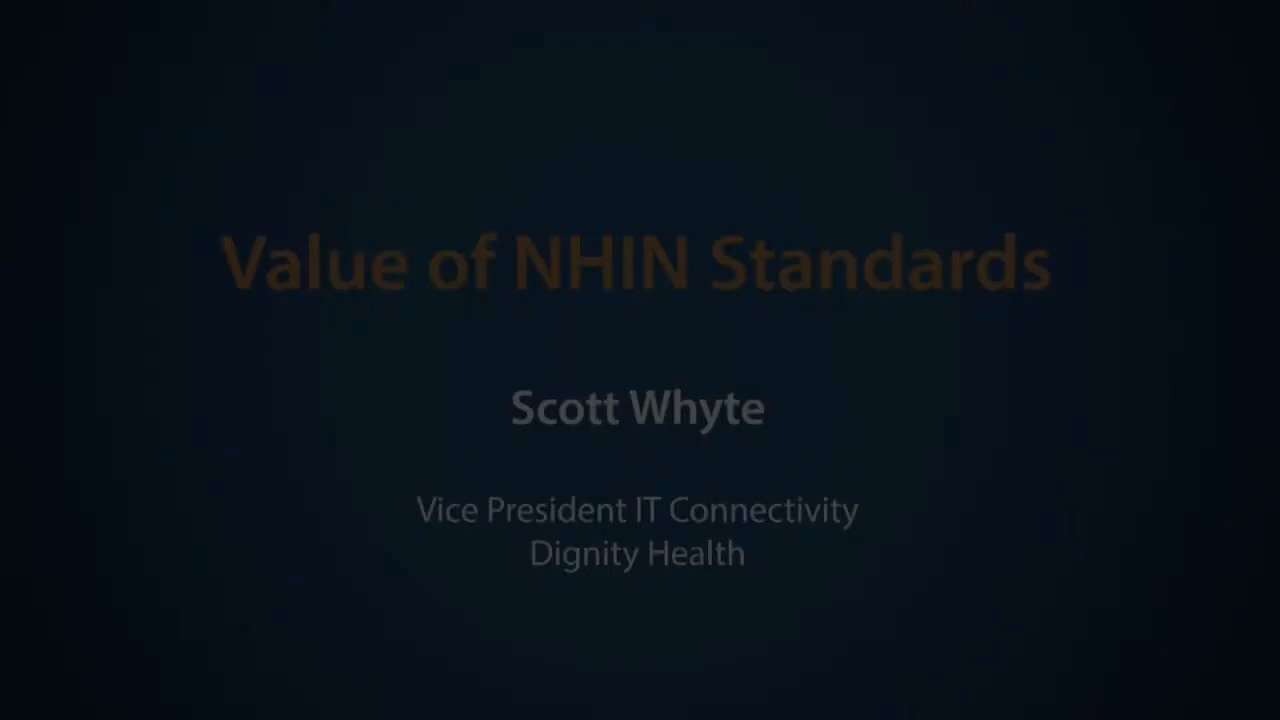 Value of NHIN Standards
Scott Whyte
Vice President IT Connectivity
Dignity Health